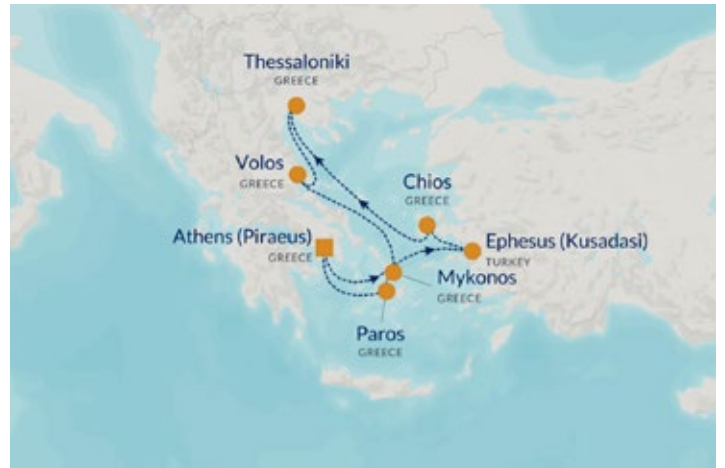 Thessaloniki
GREECE
Volos
GREECE
Chios
GREECE
Athens (Piraeus)
GREECE
Ephesus (Kusadasi)
TURKEY
Mykonos
GREECE
Paros
GREECE